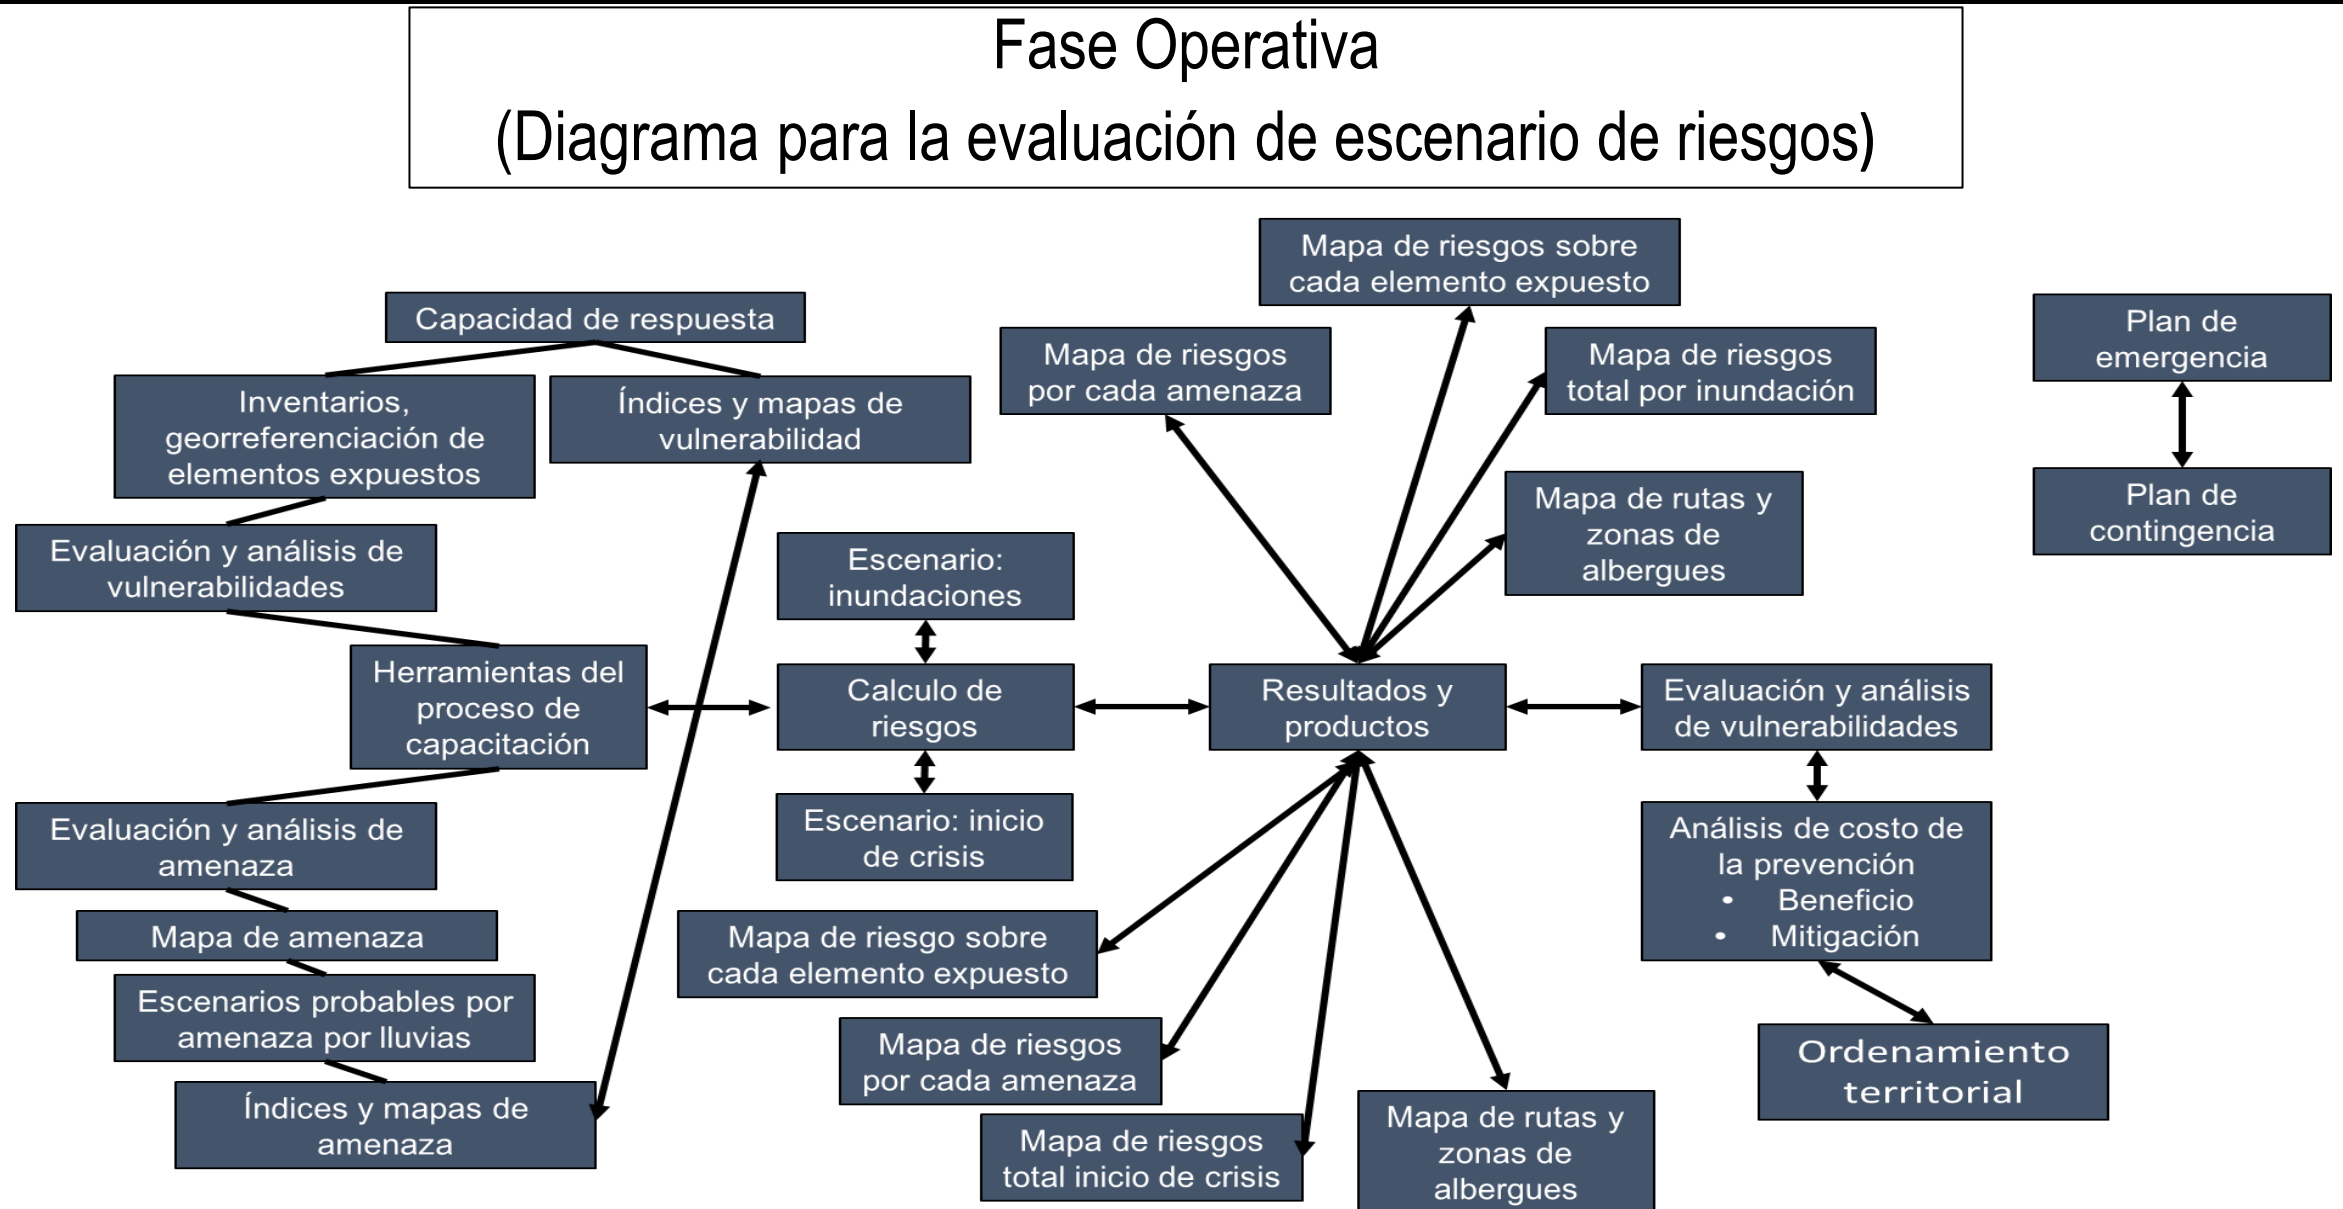 Fase Operativa
(Diagrama para la evaluación de escenario de riesgos)
Capacidad de respuesta
Inventarios,
georreferenciación de
elementos expuestos
Índices y mapas de
vulnerabilidad
Evaluación y análisis de
vulnerabilidades
Herramientas del
proceso de
capacitación
Evaluación y análisis de
amenaza
Mapa de amenaza
Escenarios probables por
amenaza por lluvias
Índices y mapas de
amenaza
Escenario:
inundaciones
Calculo de
riesgos
Escenario: inicio
de crisis
Mapa de riesgos sobre
cada elemento expuesto
Mapa de riesgos
por cada amenaza
Mapa de riesgos
total por inundación
Mapa de rutas y
zonas de
albergues
Resultados y
productos
Mapa de riesgo sobre
cada elemento expuesto
Mapa de riesgos
por cada amenaza
Mapa de riesgos
total inicio de crisis
Mapa de rutas y
zonas de
albergues
Plan de
emergencia
Plan de
contingencia
Evaluación y análisis
de vulnerabilidades
Análisis de costo de
la prevención
• Beneficio
• Mitigación
Ordenamiento
territorial